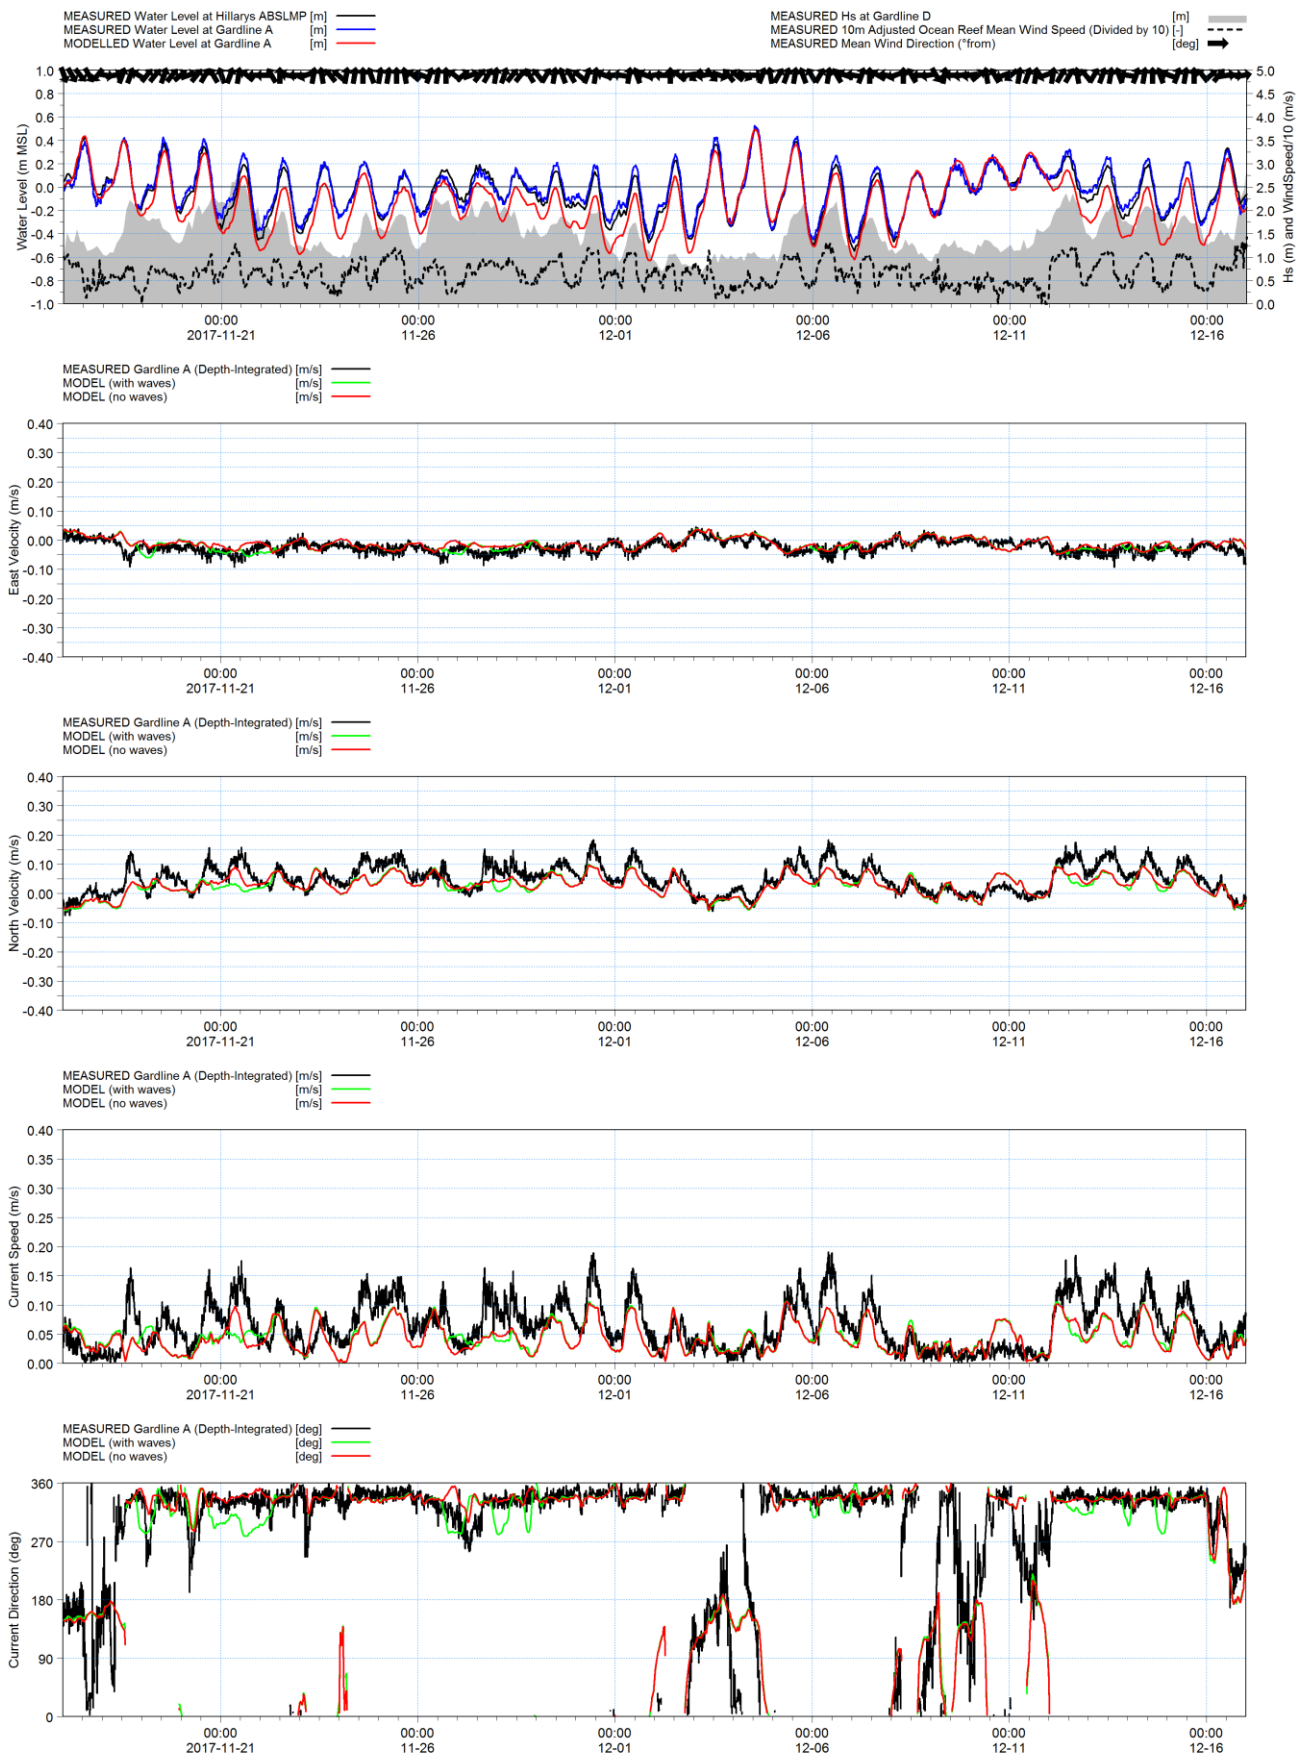 MEASURED Water Level at Hillarys ABSLMP [m]
MEASURED Water Level at Gardline A [m]
MODELLED Water Level at Gardline A [m]
MEASURED Hs at Gardline D [m]
MEASURED 10m Adjusted Ocean Reef Mean Wind Speed (Divided by 10) [-]
MEASURED Mean Wind Direction (°from) [deg]
Water Level (m MSL)
1.0
0.8
0.6
0.4
0.2
0.0
-0.2
-0.4
-0.6
-0.8
-1.0
5.0
4.5
4.0
3.5
3.0
2.5
2.0
1.5
1.0
0.5
0.0
Hs (m) and WindSpeed/10 (m/s)
00:00 00:00 00:00 00:00 00:00 00:00
2017-11-21 11-26 12-01 12-06 12-11 12-16
MEASURED Gardline A (Depth-Integrated) [m/s]
MODEL (with waves) [m/s]
MODEL (no waves) [m/s]
East Velocity (m/s)
0.40
0.30
0.20
0.10
0.00
-0.10
-0.20
-0.30
-0.40
00:00 00:00 00:00 00:00 00:00 00:00
2017-11-21 11-26 12-01 12-06 12-11 12-16
MEASURED Gardline A (Depth-Integrated) [m/s]
MODEL (with waves) [m/s]
MODEL (no waves) [m/s]
North Velocity (m/s)
0.40
0.30
0.20
0.10
0.00
-0.10
-0.20
-0.30
-0.40
00:00 00:00 00:00 00:00 00:00 00:00
2017-11-21 11-26 12-01 12-06 12-11 12-16
MEASURED Gardline A (Depth-Integrated) [m/s]
MODEL (with waves) [m/s]
MODEL (no waves) [m/s]
Current Speed (m/s)
0.40
0.35
0.30
0.25
0.20
0.15
0.10
0.05
0.00
00:00 00:00 00:00 00:00 00:00 00:00
2017-11-21 11-26 12-01 12-06 12-11 12-16
MEASURED Gardline A (Depth-Integrated) [deg]
MODEL (with waves) [deg]
MODEL (no waves) [deg]
Current Direction (deg)
360
270
180
90
0
00:00 00:00 00:00 00:00 00:00 00:00
2017-11-21 11-26 12-01 12-06 12-11 12-16